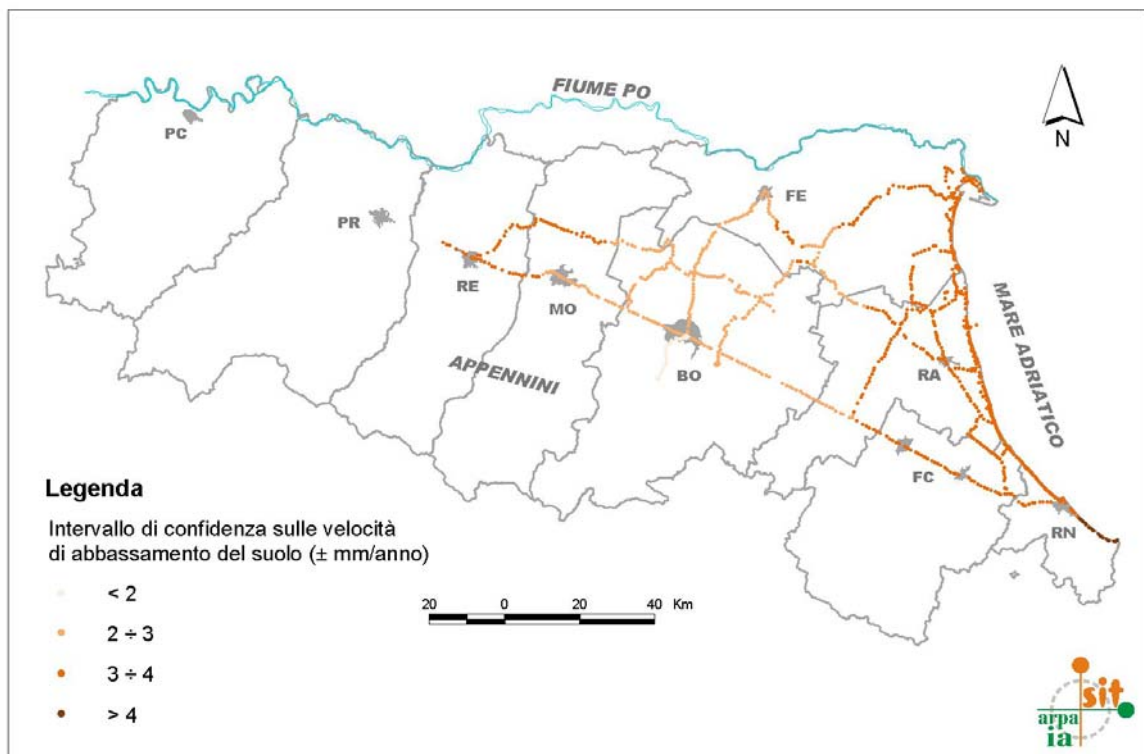 FIUME PO
N
PC
PR
FE
RE
MO
BO
RA
FC
RN
APPENNINI
MARE ADRIATICO
Legenda
Intervallo di confidenza sulle velocità
di abbassamento del suolo (± mm/anno)
< 2
2 ÷ 3
3 ÷ 4
> 4
20 0 20 40 Km
sit
arpa
ia